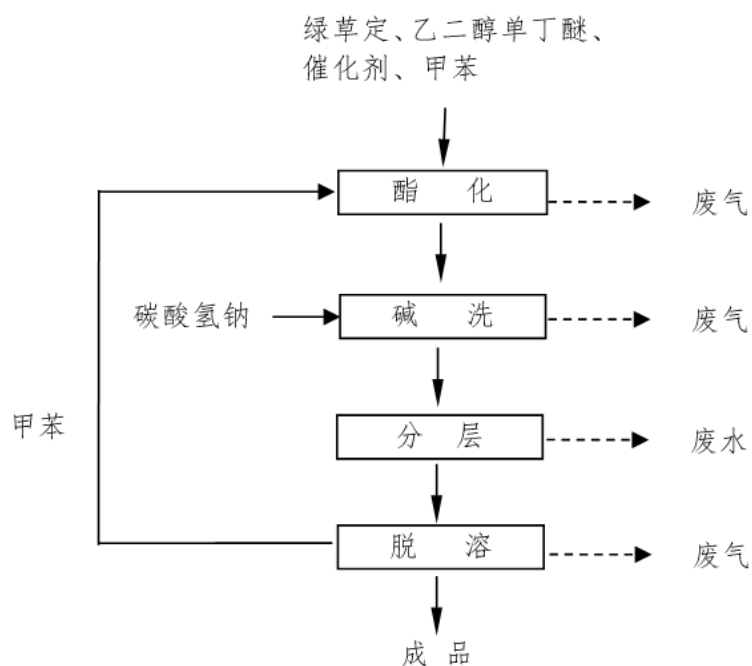 绿草定、乙二醇单丁醚、
催化剂、甲苯
酯 化
废气
碳酸氢钠
碱 洗
废气
甲苯
分 层
废水
脱 溶
废气
成 品